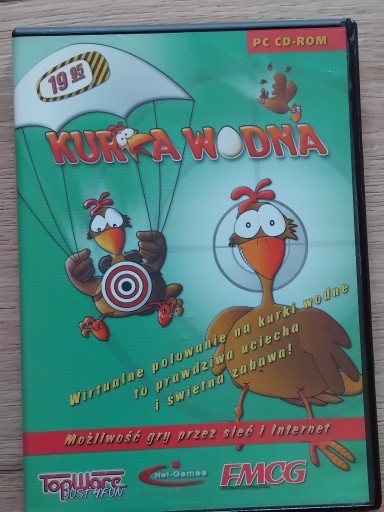 PC CD-ROM
19 95
KURKA WODNA
Wirtualne polowanie na kurki wodne
to prawdziwa uciecha
i świetna zabawa!
Możliwość gry przez sieć i Internet
TopWare
JUST4FUN
Net-Games
FMCG